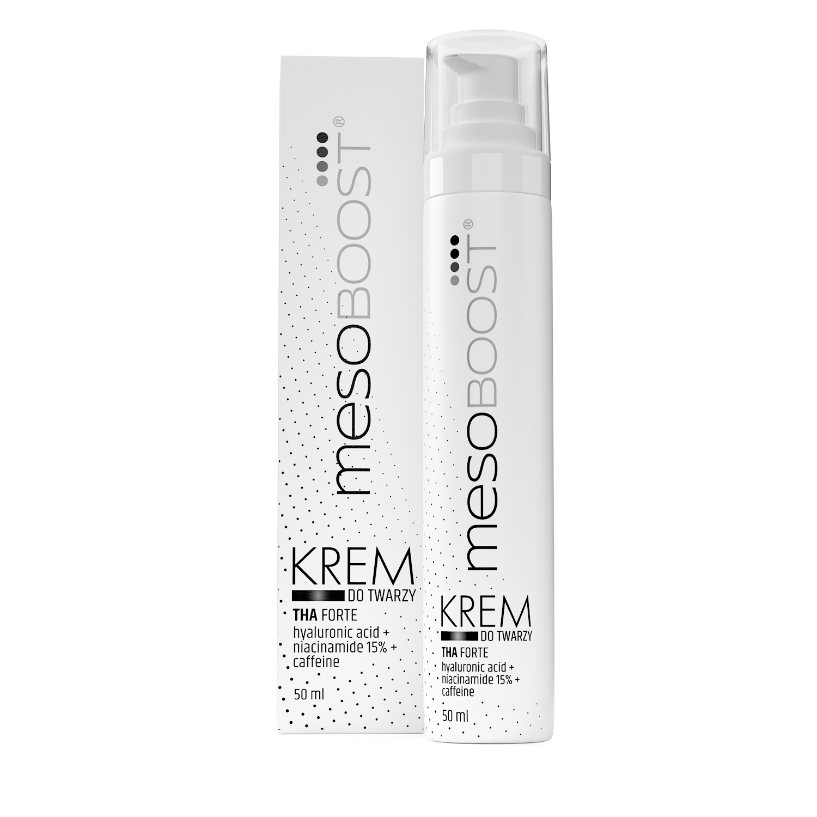 mesoBOOST®
KREM
DO TWARZY
THA FORTE
hyaluronic acid +
niacinamide 15% +
caffeine
50 ml
mesoBOOST®
KREM
DO TWARZY
THA FORTE
hyaluronic acid +
niacinamide 15% +
caffeine
50 ml